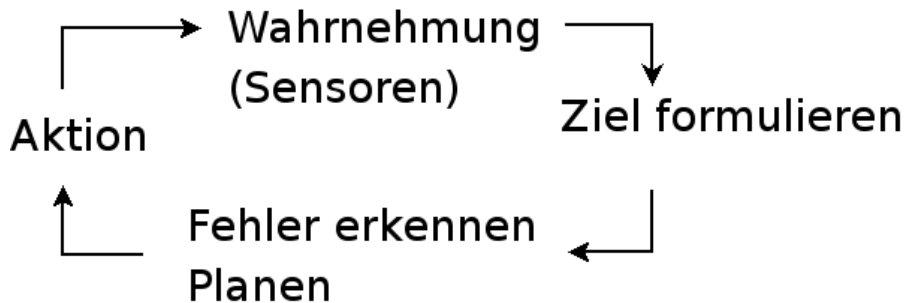 Wahrnehmung
(Sensoren)
Ziel formulieren
Aktion
Fehler erkennen
Planen